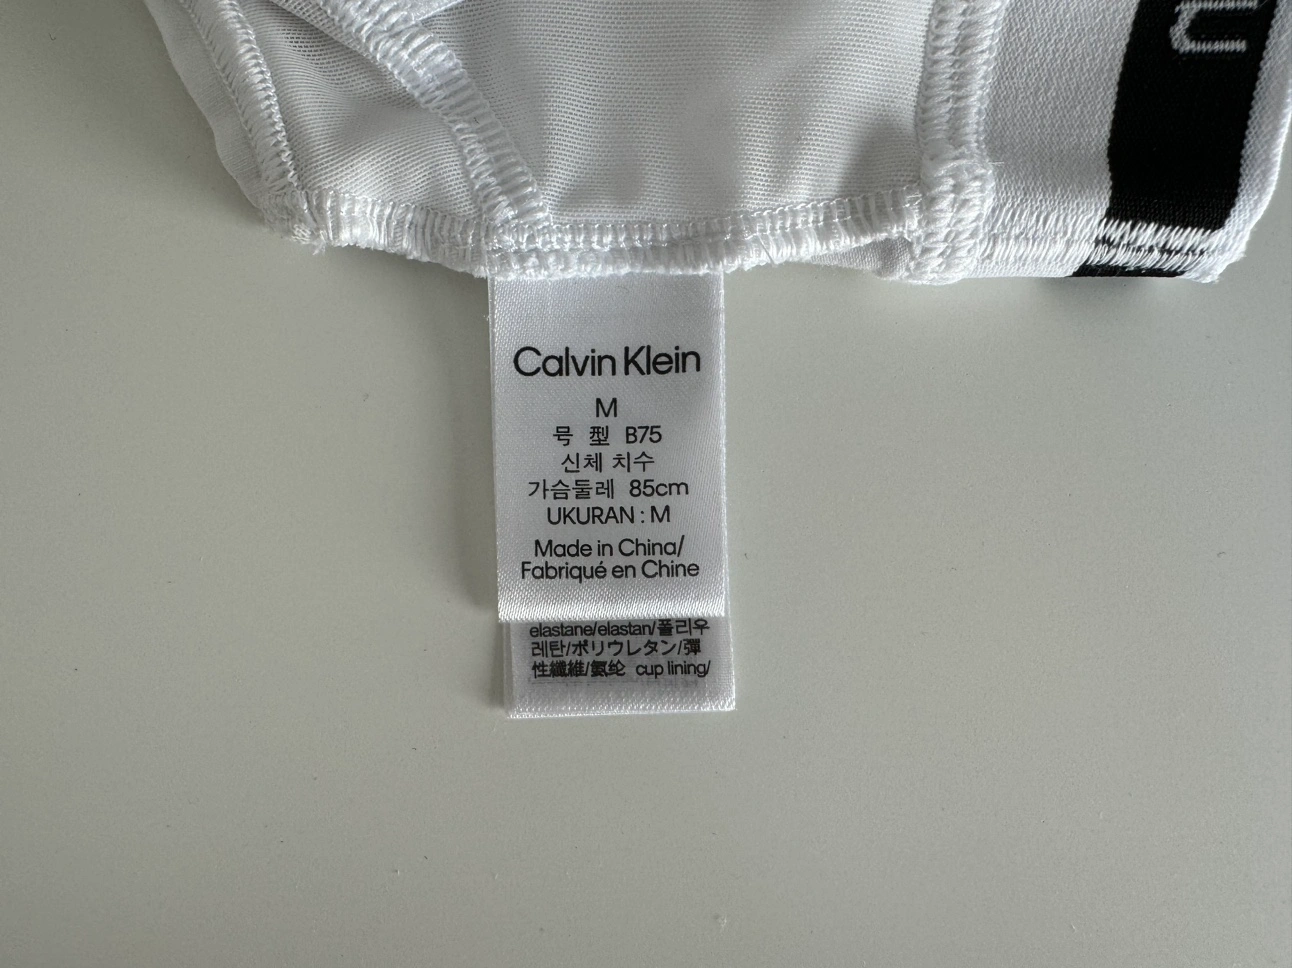 Calvin Klein
M
号 型 B75
신체 치수
가슴둘레 85cm
UKURAN : M
Made in China/
Fabriqué en Chine
elastane/elastan/폴리우
레탄/ポリウレタン/彈
性纖維/氨纶 cup lining/